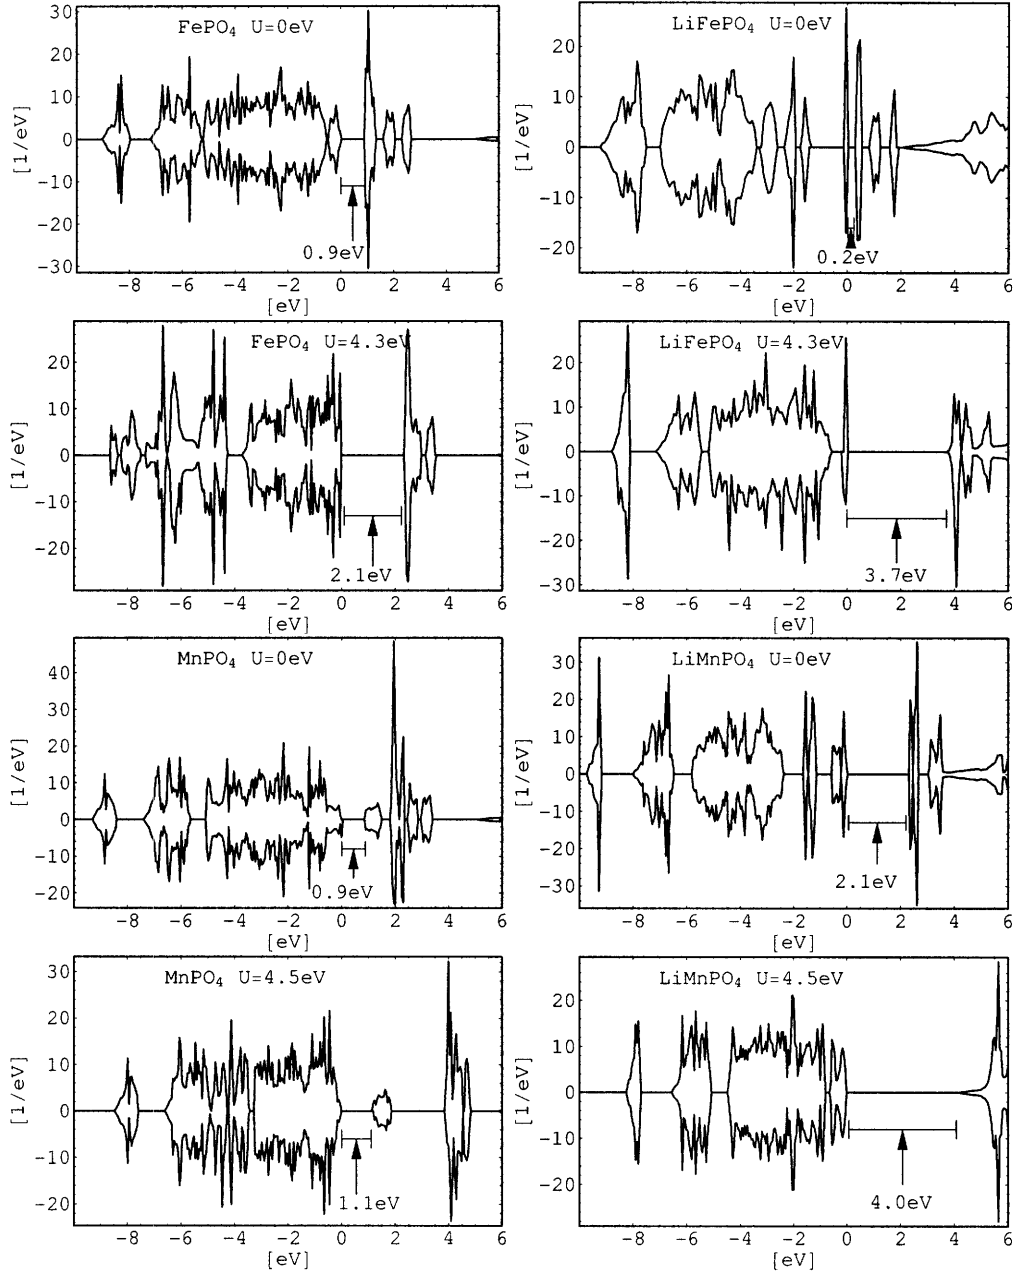 FePO4 U=0eV
30
20
10
0
-10
-20
-30
[1/eV]
0.9eV
-8 -6 -4 -2 0 2 4 6
[eV]
LiFePO4 U=0eV
20
10
0
-10
-20
[1/eV]
0.2eV
-8 -6 -4 -2 0 2 4 6
[eV]
FePO4 U=4.3eV
20
10
0
-10
-20
[1/eV]
2.1eV
-8 -6 -4 -2 0 2 4 6
[eV]
LiFePO4 U=4.3eV
20
10
0
-10
-20
-30
[1/eV]
3.7eV
-8 -6 -4 -2 0 2 4 6
[eV]
MnPO4 U=0eV
40
30
20
10
0
-10
-20
[1/eV]
0.9eV
-8 -6 -4 -2 0 2 4 6
[eV]
LiMnPO4 U=0eV
30
20
10
0
-10
-20
-30
[1/eV]
2.1eV
-8 -6 -4 -2 0 2 4 6
[eV]
MnPO4 U=4.5eV
30
20
10
0
-10
-20
[1/eV]
1.1eV
-8 -6 -4 -2 0 2 4 6
[eV]
LiMnPO4 U=4.5eV
20
10
0
-10
-20
[1/eV]
4.0eV
-8 -6 -4 -2 0 2 4 6
[eV]